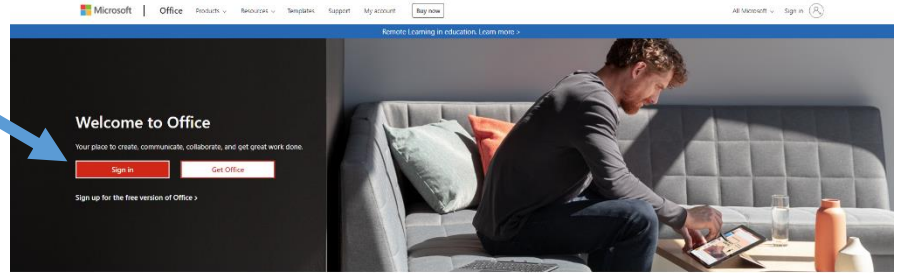 Microsoft | Office Products Resources Templates Support My account Buy now All Microsoft Sign in
Remote Learning in education. Learn more >
Welcome to Office
Your place to create, communicate, collaborate, and get great work done.
Sign in Get Office
Sign up for the free version of Office >